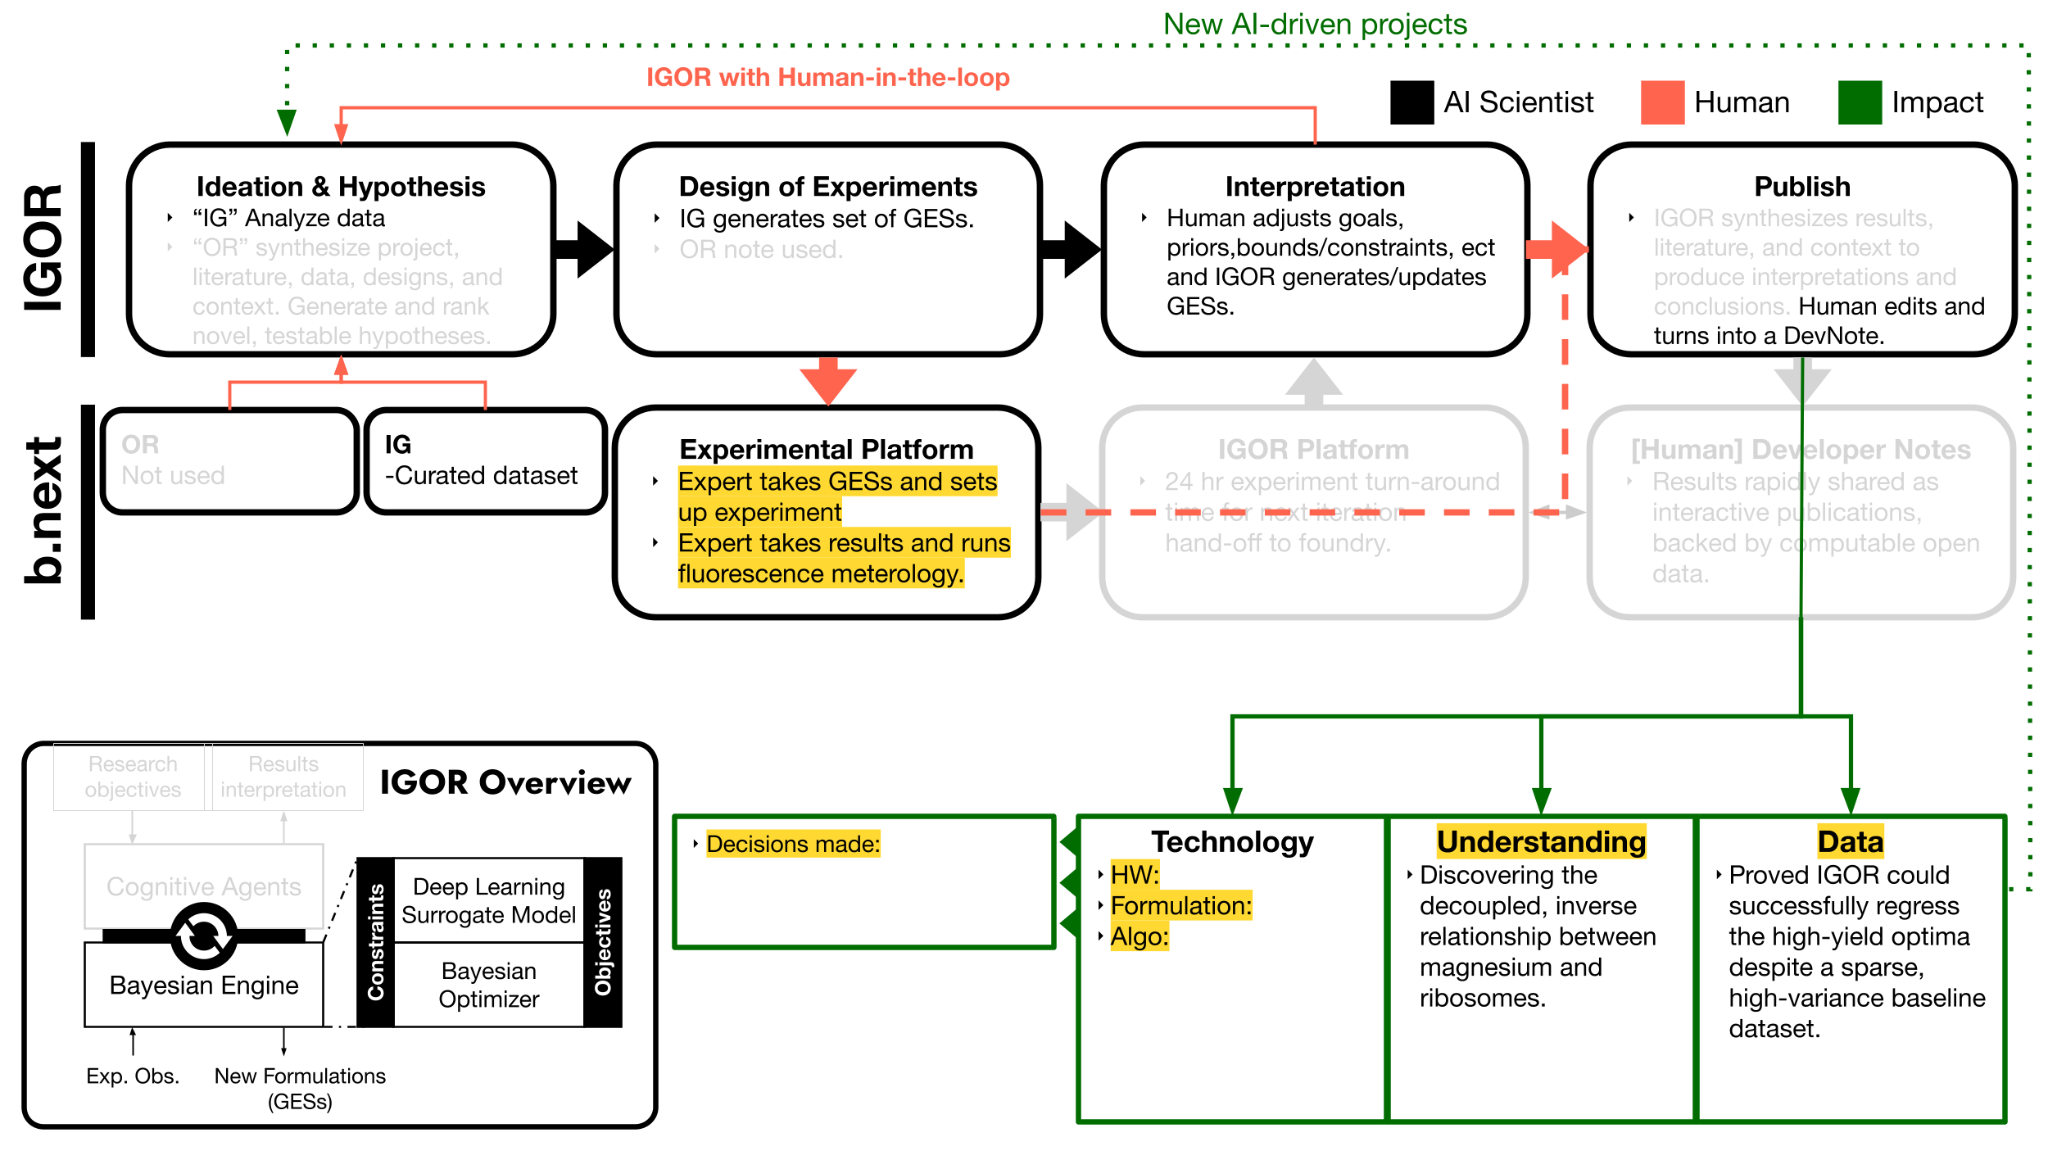 New AI-driven projects
IGOR with Human-in-the-loop
AI Scientist
Human
Impact
IGOR
Ideation & Hypothesis
“IG” Analyze data
“OR” synthesize project,
literature, data, designs, and
context. Generate and rank
novel, testable hypotheses.
Design of Experiments
IG generates set of GESs.
OR note used.
Interpretation
Human adjusts goals,
priors,bounds/constraints, ect
and IGOR generates/updates
GESs.
Publish
IGOR synthesizes results,
literature, and context to
produce interpretations and
conclusions. Human edits and
turns into a DevNote.
b.next
OR
Not used
IG
-Curated dataset
Experimental Platform
Expert takes GESs and sets
up experiment
Expert takes results and runs
fluorescence meterology.
IGOR Platform
24 hr experiment turn-around
time for next iteration
hand-off to foundry.
[Human] Developer Notes
Results rapidly shared as
interactive publications,
backed by computable open
data.
IGOR Overview
Research
objectives
Results
interpretation
Cognitive Agents
Bayesian Engine
Exp. Obs.
New Formulations
(GESs)
Constraints
Deep Learning
Surrogate Model
Bayesian
Optimizer
Objectives
Decisions made:
Technology
HW:
Formulation:
Algo:
Understanding
Discovering the
decoupled, inverse
relationship between
magnesium and
ribosomes.
Data
Proved IGOR could
successfully regress
the high-yield optima
despite a sparse,
high-variance baseline
dataset.